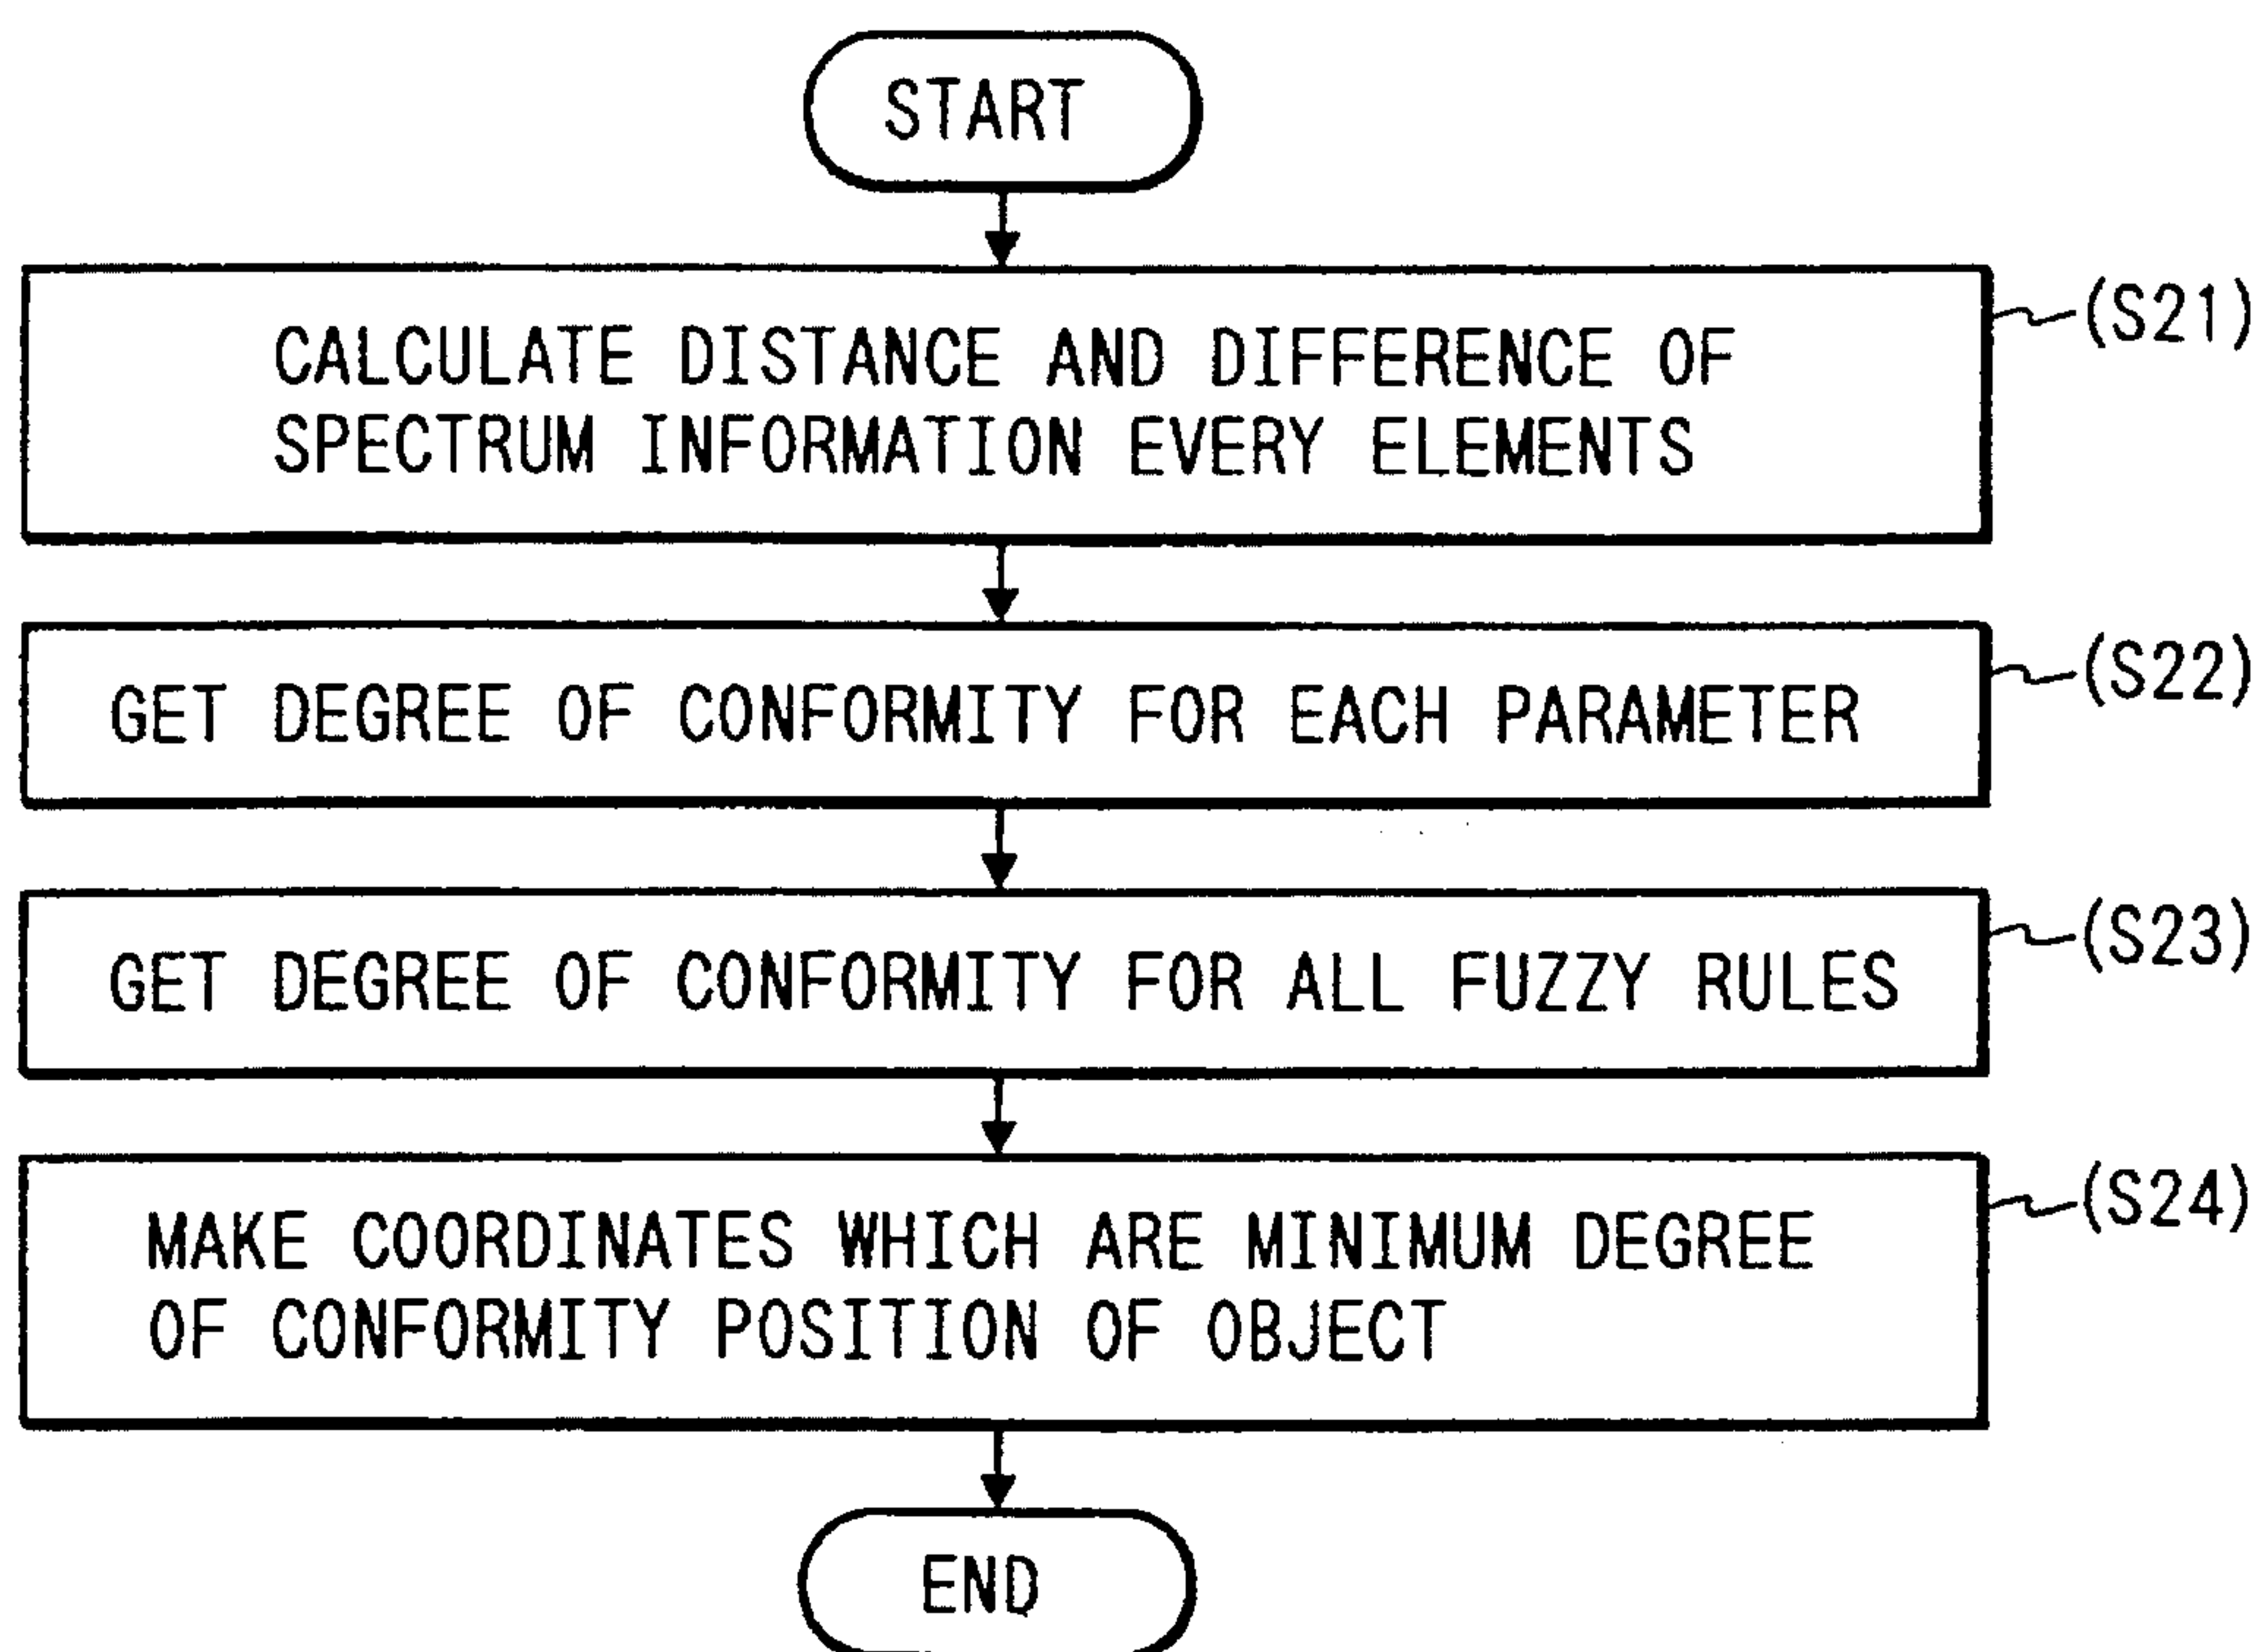 START
CALCULATE DISTANCE AND DIFFERENCE OF
SPECTRUM INFORMATION EVERY ELEMENTS
(S21)
GET DEGREE OF CONFORMITY FOR EACH PARAMETER
(S22)
GET DEGREE OF CONFORMITY FOR ALL FUZZY RULES
(S23)
MAKE COORDINATES WHICH ARE MINIMUM DEGREE
OF CONFORMITY POSITION OF OBJECT
(S24)
END